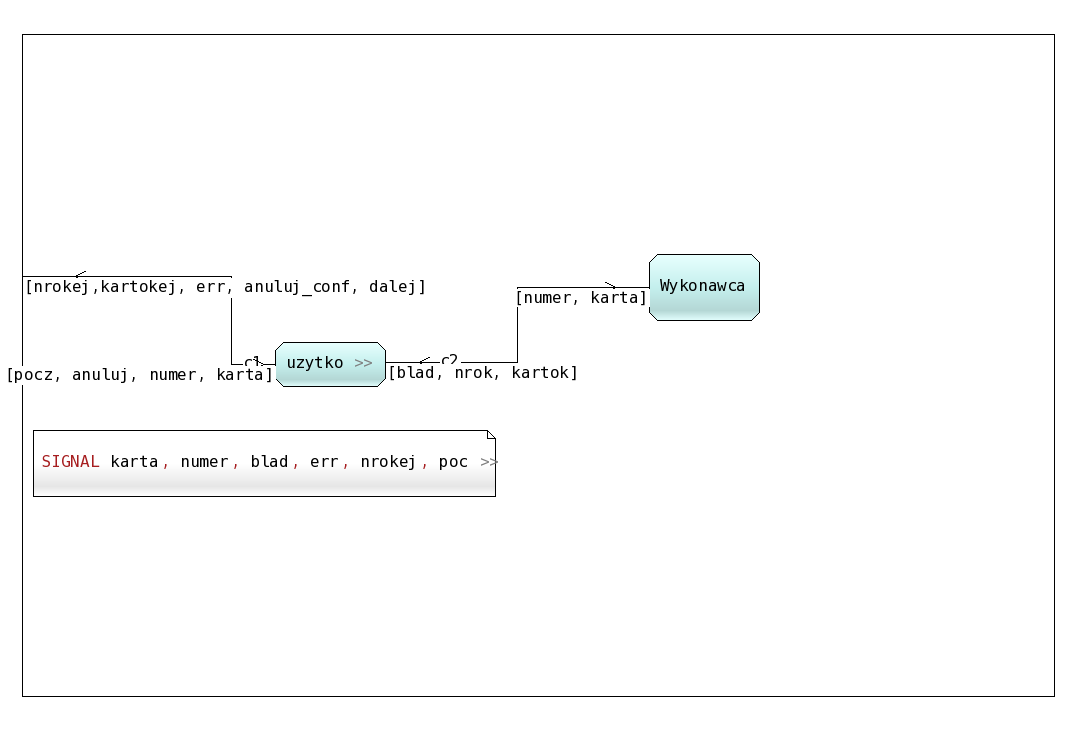 Wykonawca
[nrokej,kartokej, err, anuluj_conf, dalej]
[numer, karta]
c1
uzytko >>
c2
[pocz, anuluj, numer, karta]
[blad, nrok, kartok]
SIGNAL karta, numer, blad, err, nrokej, poc >>